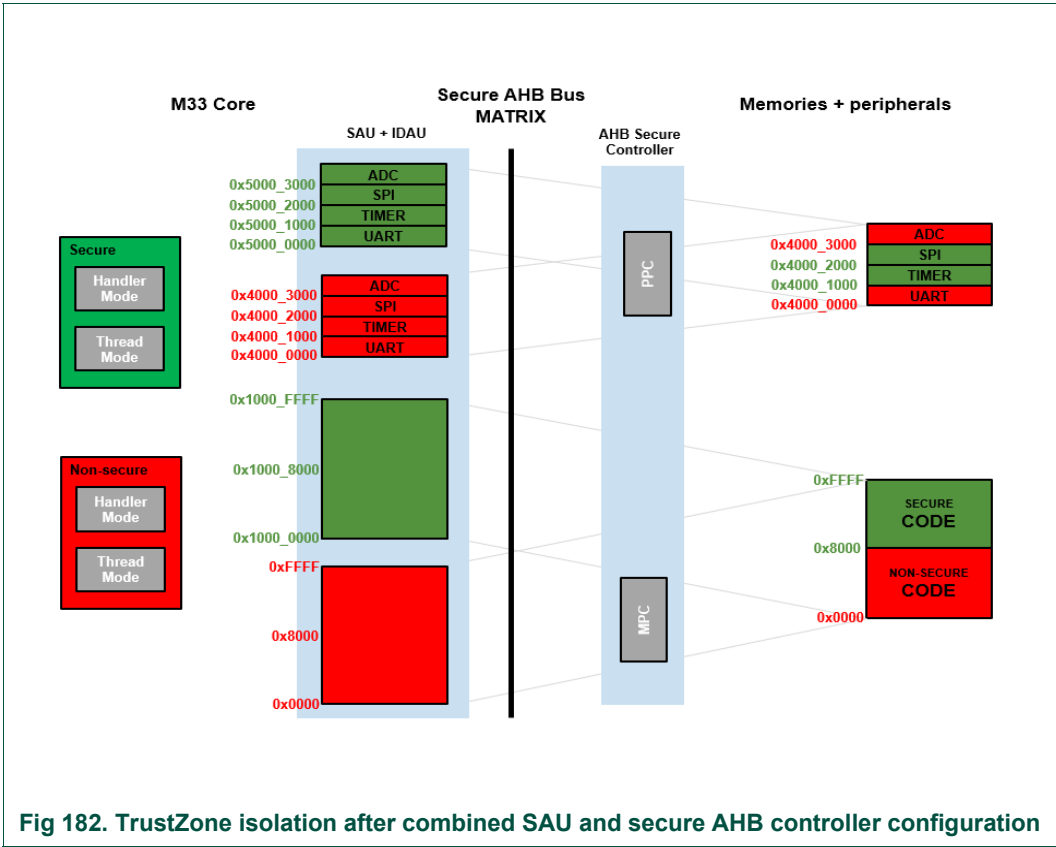 M33 Core
Secure AHB Bus
MATRIX
Memories + peripherals
SAU + IDAU
AHB Secure
Controller
ADC
0x5000_3000
SPI
0x5000_2000
TIMER
0x5000_1000
UART
0x5000_0000
ADC
0x4000_3000
SPI
0x4000_2000
TIMER
0x4000_1000
UART
0x4000_0000
Secure
Handler
Mode
Thread
Mode
PPC
ADC
0x4000_3000
SPI
0x4000_2000
TIMER
0x4000_1000
UART
0x4000_0000
0x1000_FFFF
0x1000_8000
0x1000_0000
Non-secure
Handler
Mode
Thread
Mode
0xFFFF
0x8000
0x0000
MPC
0xFFFF
SECURE
CODE
0x8000
NON-SECURE
CODE
0x0000
Fig 182. TrustZone isolation after combined SAU and secure AHB controller configuration